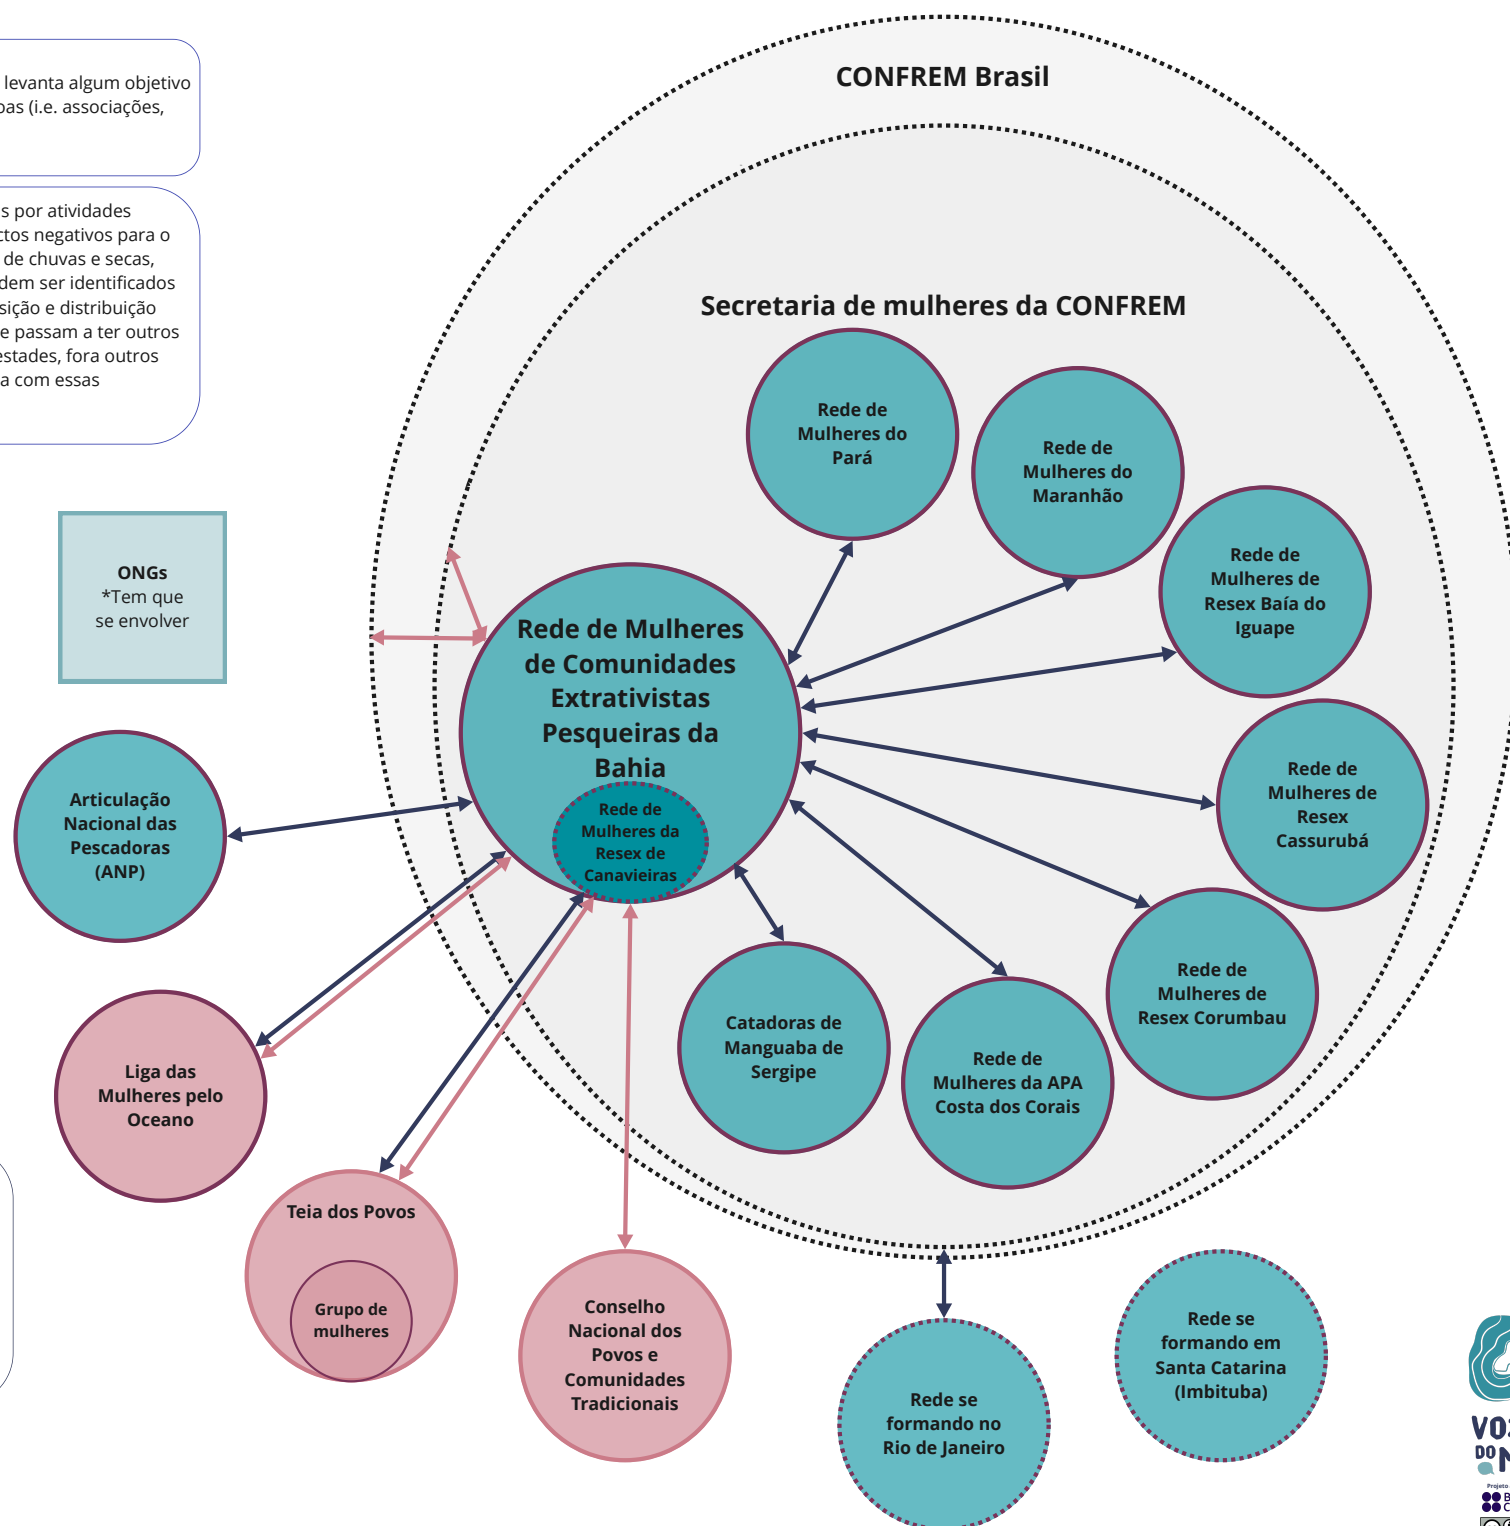 levanta algum objetivo
(i.e. associações,
por atividades
negativos para o
de chuvas e secas,
ser identificados
e distribuição
e passam a ter outros
fora outros
a com essas
ONGs
*Tem que
se envolver
CONFREM Brasil
Secretaria de mulheres da CONFREM
Rede de
Mulheres do
Pará
Rede de
Mulheres do
Maranhão
Rede de
Mulheres de
Resex Baía do
Iguape
Rede de
Mulheres de
Resex
Cassurubá
Rede de
Mulheres de
Resex Corumbau
Rede de
Mulheres da APA
Costa dos Corais
Catadoras de
Manguaba de
Sergipe
Rede de Mulheres
de Comunidades
Extrativistas
Pesqueiras da
Bahia
Rede de
Mulheres da
Resex de
Canavieiras
Articulação
Nacional das
Pescadoras
(ANP)
Liga das
Mulheres pelo
Oceano
Teia dos Povos
Grupo de
mulheres
Conselho
Nacional dos
Povos e
Comunidades
Tradicionais
Rede se
formando no
Rio de Janeiro
Rede se
formando em
Santa Catarina
(Imbituba)
DO
Projeto